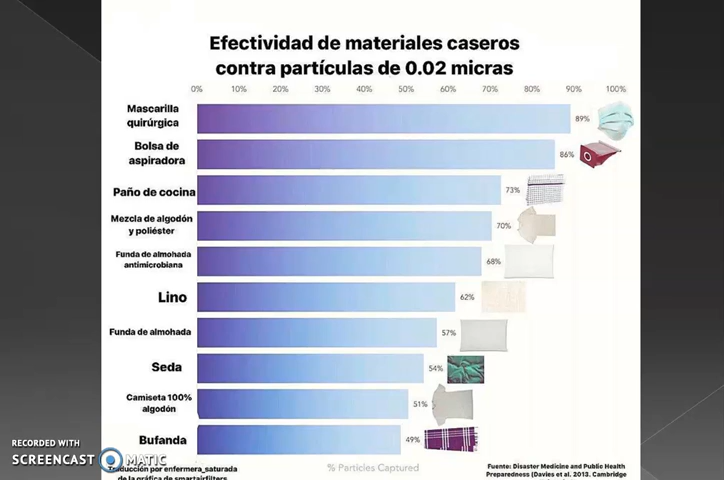 Efectividad de materiales caseros
contra partículas de 0.02 micras
0% 10% 20% 30% 40% 50% 60% 70% 80% 90% 100%
Mascarilla
quirúrgica
89%
Bolsa de
aspiradora
86%
Paño de cocina
73%
Mezcla de algodón
y poliéster
70%
Funda de almohada
antimicrobiana
68%
Lino
62%
Funda de almohada
57%
Seda
54%
Camiseta 100%
algodón
51%
Bufanda
49%
RECORDED WITH
SCREENCAST MATIC
Traducción por enfermera_saturada
de la gráfica de smartairfilters
% Particles Captured
Fuente: Disaster Medicine and Public Health
Preparedness (Davies et al. 2013. Cambridge